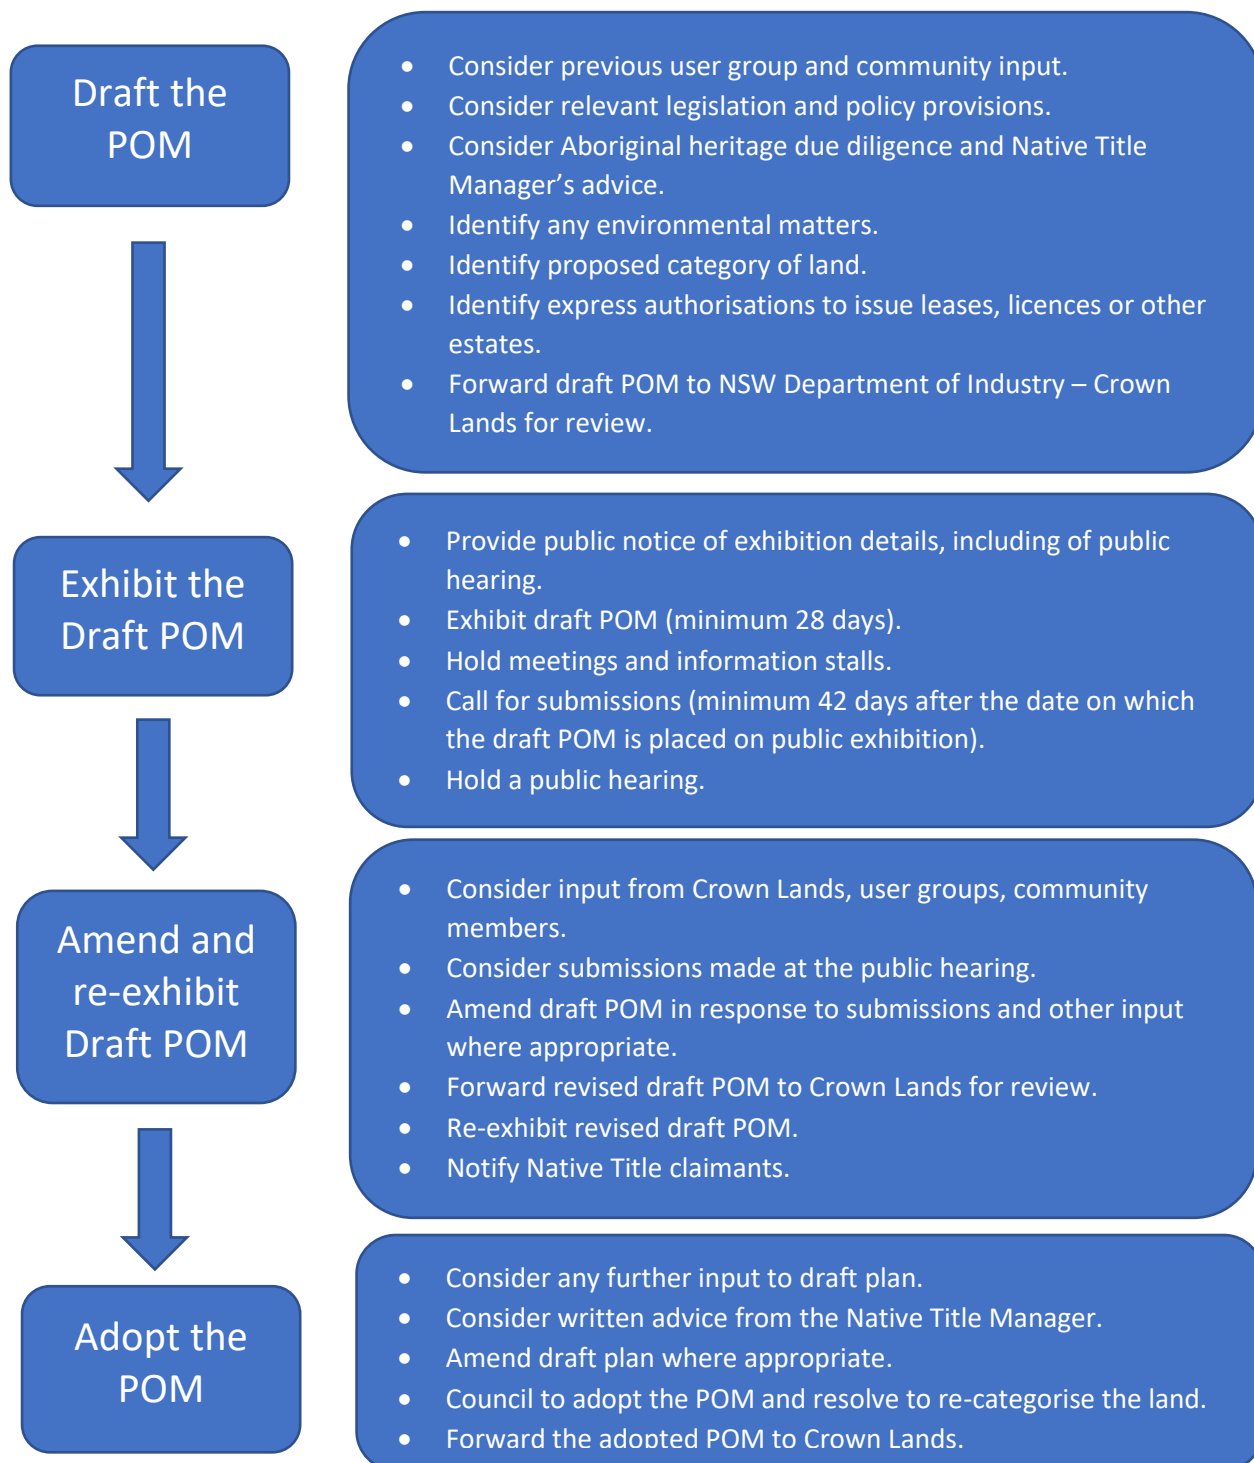 Draft the
POM
• Consider previous user group and community input.
• Consider relevant legislation and policy provisions.
• Consider Aboriginal heritage due diligence and Native Title
Manager’s advice.
• Identify any environmental matters.
• Identify proposed category of land.
• Identify express authorisations to issue leases, licences or other
estates.
• Forward draft POM to NSW Department of Industry – Crown
Lands for review.
Exhibit the
Draft POM
• Provide public notice of exhibition details, including of public
hearing.
• Exhibit draft POM (minimum 28 days).
• Hold meetings and information stalls.
• Call for submissions (minimum 42 days after the date on which
the draft POM is placed on public exhibition).
• Hold a public hearing.
Amend and
re-exhibit
Draft POM
• Consider input from Crown Lands, user groups, community
members.
• Consider submissions made at the public hearing.
• Amend draft POM in response to submissions and other input
where appropriate.
• Forward revised draft POM to Crown Lands for review.
• Re-exhibit revised draft POM.
• Notify Native Title claimants.
Adopt the
POM
• Consider any further input to draft plan.
• Consider written advice from the Native Title Manager.
• Amend draft plan where appropriate.
• Council to adopt the POM and resolve to re-categorise the land.
• Forward the adopted POM to Crown Lands.